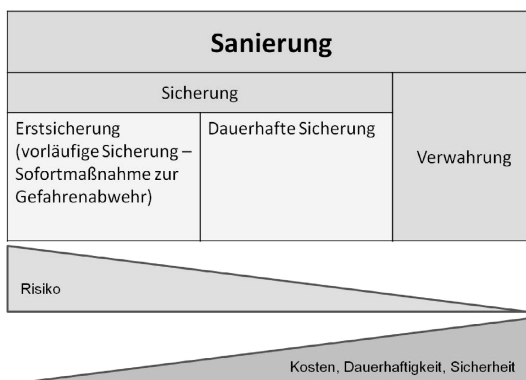 Sanierung
Sicherung
Erstsicherung
(vorläufige Sicherung –
Sofortmaßnahme zur
Gefahrenabwehr)
Dauerhafte Sicherung
Verwahrung
Risiko
Kosten, Dauerhaftigkeit, Sicherheit